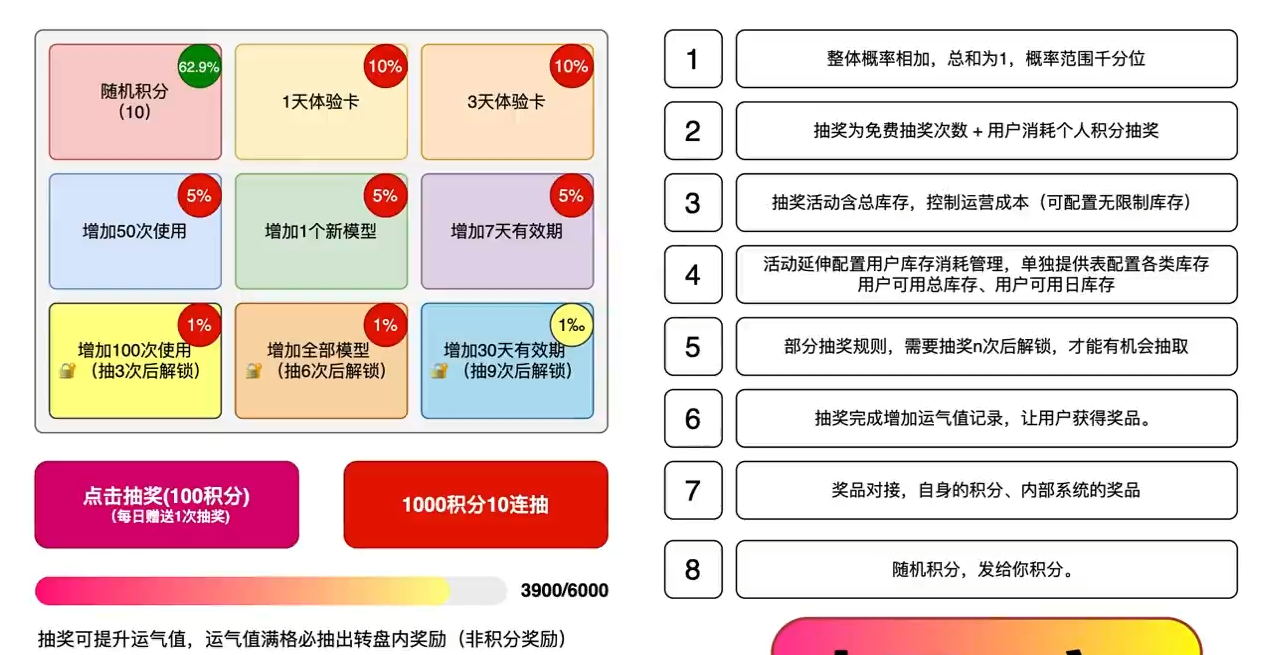 62.9%
随机积分
（10）
10%
1天体验卡
10%
3天体验卡
5%
增加50次使用
5%
增加1个新模型
5%
增加7天有效期
1%
增加100次使用
（抽3次后解锁）
1%
增加全部模型
（抽6次后解锁）
1‰
增加30天有效期
（抽9次后解锁）
点击抽奖(100积分)
(每日赠送1次抽奖)
1000积分10连抽
3900/6000
抽奖可提升运气值，运气值满格必抽出转盘内奖励（非积分奖励）
1
整体概率相加，总和为1，概率范围千分位
2
抽奖为免费抽奖次数 + 用户消耗个人积分抽奖
3
抽奖活动含总库存，控制运营成本（可配置无限制库存）
4
活动延伸配置用户库存消耗管理，单独提供表配置各类库存
用户可用总库存、用户可用日库存
5
部分抽奖规则，需要抽奖n次后解锁，才能有机会抽取
6
抽奖完成增加运气值记录，让用户获得奖品。
7
奖品对接，自身的积分、内部系统的奖品
8
随机积分，发给你积分。